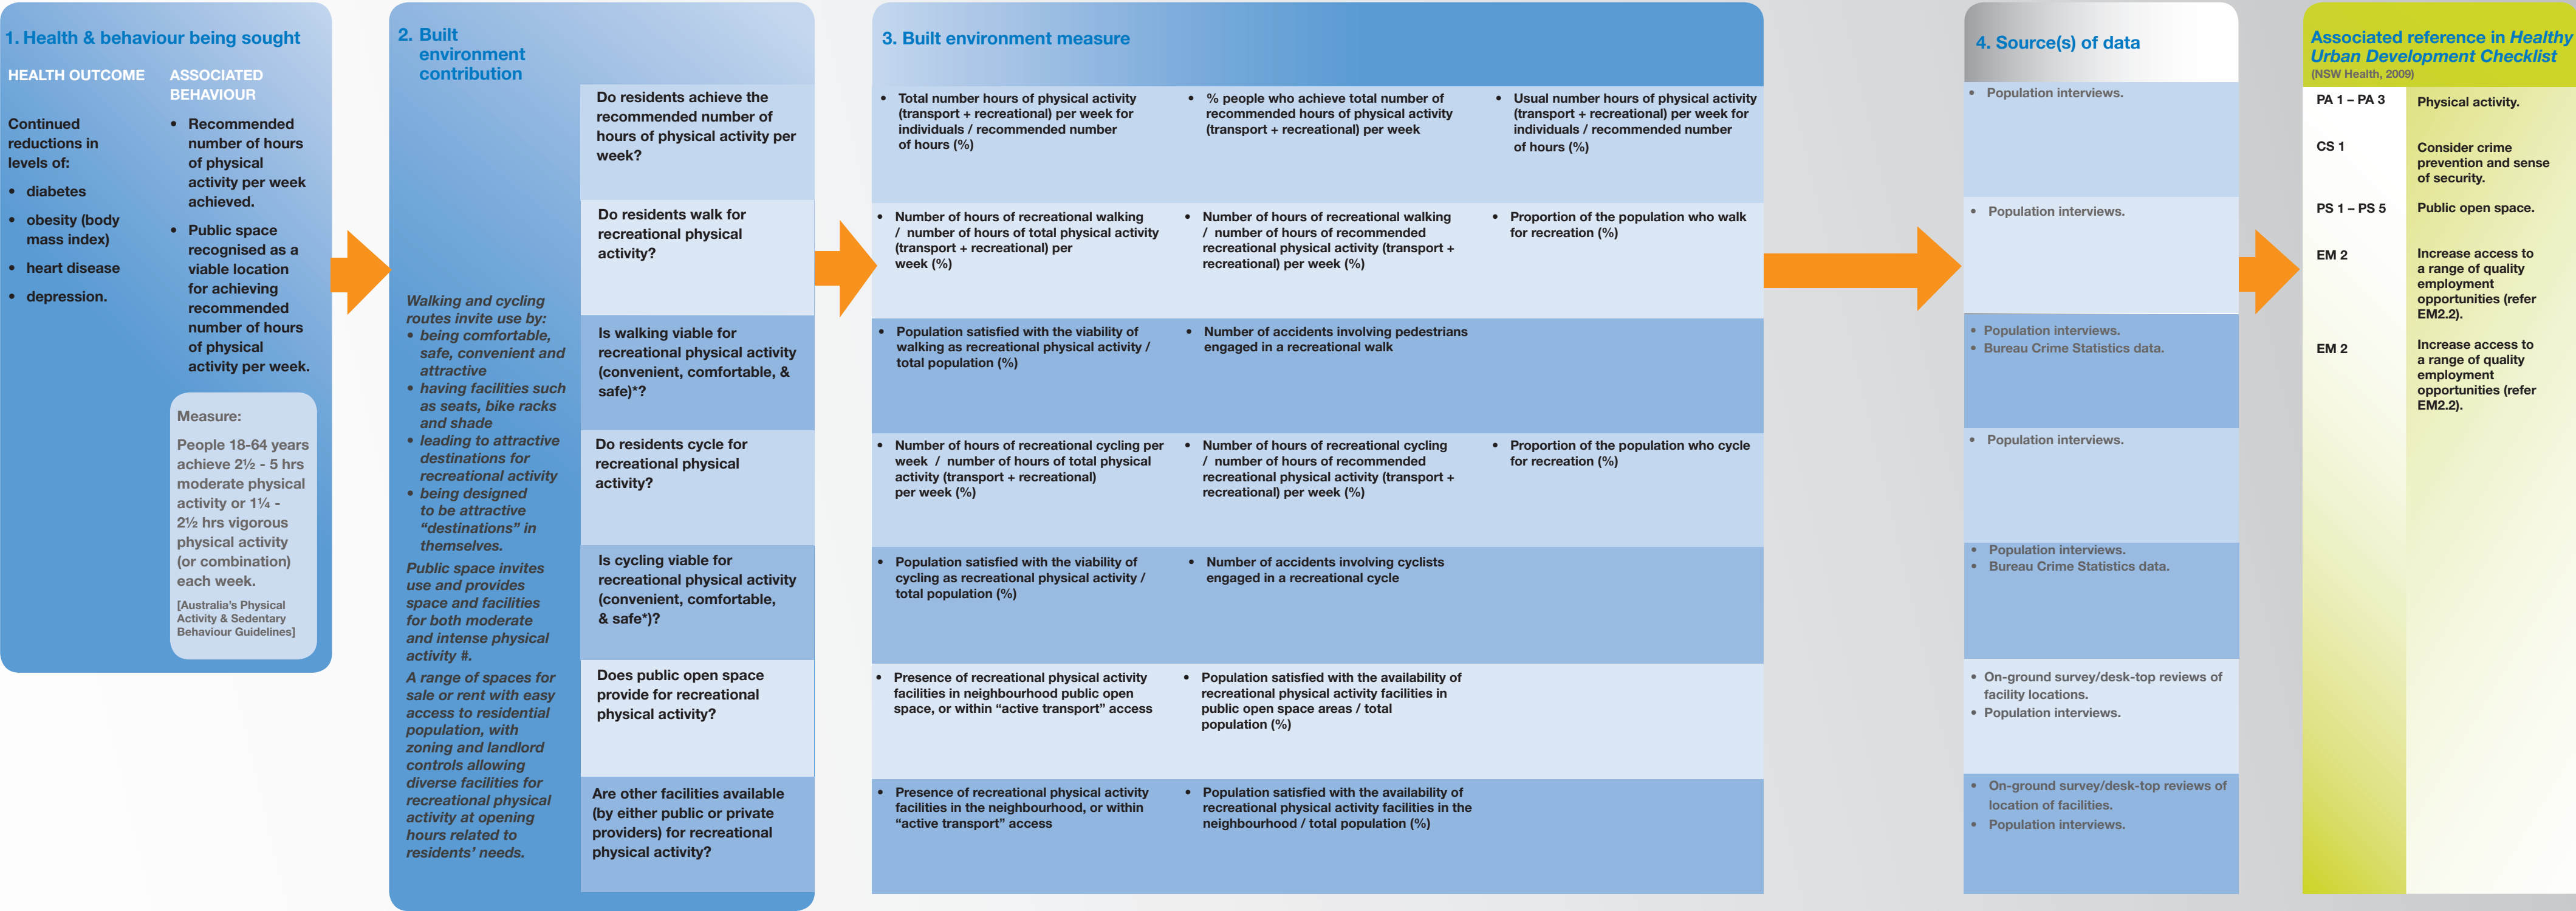 1. Health & behaviour being sought
HEALTH OUTCOME
Continued
reductions in
levels of:
• diabetes
• obesity (body
mass index)
• heart disease
• depression.
ASSOCIATED
BEHAVIOUR
• Recommended
number of hours
of physical
activity per week
achieved.
• Public space
recognised as a
viable location
for achieving
recommended
number of hours
of physical
activity per week.
Measure:
People 18-64 years
achieve 2½ - 5 hrs
moderate physical
activity or 1¼ -
2½ hrs vigorous
physical activity
(or combination)
each week.
[Australia's Physical
Activity & Sedentary
Behaviour Guidelines]
2. Built
environment
contribution
Walking and cycling
routes invite use by:
• being comfortable,
safe, convenient and
attractive
• having facilities such
as seats, bike racks
and shade
• leading to attractive
destinations for
recreational activity
• being designed
to be attractive
“destinations” in
themselves.
Public space invites
use and provides
space and facilities
for both moderate
and intense physical
activity #.
A range of spaces for
sale or rent with easy
access to residential
population, with
zoning and landlord
controls allowing
diverse facilities for
recreational physical
activity at opening
hours related to
residents’ needs.
Do residents achieve the
recommended number of
hours of physical activity per
week?
Do residents walk for
recreational physical
activity?
Is walking viable for
recreational physical activity
(convenient, comfortable, &
safe)*?
Do residents cycle for
recreational physical
activity?
Is cycling viable for
recreational physical activity
(convenient, comfortable,
& safe*)?
Does public open space
provide for recreational
physical activity?
Are other facilities available
(by either public or private
providers) for recreational
physical activity?
3. Built environment measure
• Total number hours of physical activity
(transport + recreational) per week for
individuals / recommended number
of hours (%)
• % people who achieve total number of
recommended hours of physical activity
(transport + recreational) per week
• Usual number hours of physical activity
(transport + recreational) per week for
individuals / recommended number
of hours (%)
• Number of hours of recreational walking
/ number of hours of total physical activity
(transport + recreational) per
week (%)
• Number of hours of recreational walking
/ number of hours of recommended
recreational physical activity (transport +
recreational) per week (%)
• Proportion of the population who walk
for recreation (%)
• Population satisfied with the viability of
walking as recreational physical activity /
total population (%)
• Number of accidents involving pedestrians
engaged in a recreational walk
• Number of hours of recreational cycling per
week / number of hours of total physical
activity (transport + recreational)
per week (%)
• Number of hours of recreational cycling
/ number of hours of recommended
recreational physical activity (transport +
recreational) per week (%)
• Proportion of the population who cycle
for recreation (%)
• Population satisfied with the viability of
cycling as recreational physical activity /
total population (%)
• Number of accidents involving cyclists
engaged in a recreational cycle
• Presence of recreational physical activity
facilities in neighbourhood public open
space, or within “active transport” access
• Population satisfied with the availability of
recreational physical activity facilities in
public open space areas / total
population (%)
• Presence of recreational physical activity
facilities in the neighbourhood, or within
“active transport” access
• Population satisfied with the availability of
recreational physical activity facilities in the
neighbourhood / total population (%)
4. Source(s) of data
• Population interviews.
• Population interviews.
• Population interviews.
• Bureau Crime Statistics data.
• Population interviews.
• Population interviews.
• Bureau Crime Statistics data.
• On-ground survey/desk-top reviews of
facility locations.
• Population interviews.
• On-ground survey/desk-top reviews of
location of facilities.
• Population interviews.
Associated reference in Healthy
Urban Development Checklist
(NSW Health, 2009)
PA 1 – PA 3 Physical activity.
CS 1 Consider crime
prevention and sense
of security.
PS 1 – PS 5 Public open space.
EM 2 Increase access to
a range of quality
employment
opportunities (refer
EM2.2).
EM 2 Increase access to
a range of quality
employment
opportunities (refer
EM2.2).